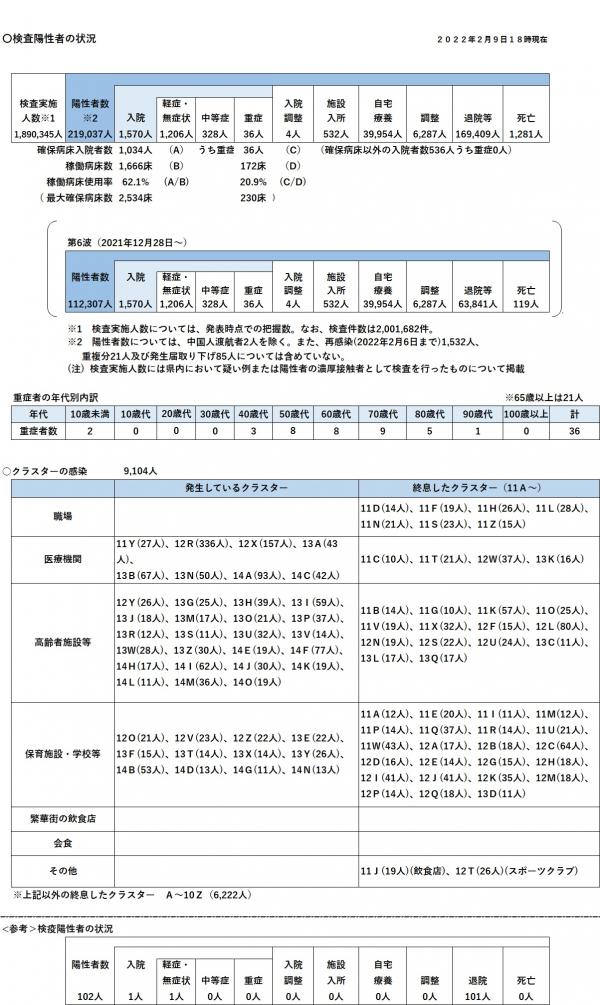 〇検査陽性者の状況
２０２２年２月９日１８時現在
検査実施人数※1 陽性者数※2 入院 軽症・無症状 中等症 重症 入院調整 施設入所 自宅療養 調整 退院等 死亡
1,890,345人 219,037人 1,570人 1,206人 328人 36人 4人 532人 39,954人 6,287人 169,409人 1,281人
確保病床入院者数 1,034人 (A) うち重症 36人 (C) (確保病床以外の入院者数536人うち重症0人)
稼働病床数 1,666床 (B) 172床 (D)
稼働病床使用率 62.1% (A/B) 20.9% (C/D)
( 最大確保病床数 2,534床 230床 )
第6波（2021年12月28日～）
陽性者数 入院 軽症・無症状 中等症 重症 入院調整 施設入所 自宅療養 調整 退院等 死亡
112,307人 1,570人 1,206人 328人 36人 4人 532人 39,954人 6,287人 63,841人 119人
※1 検査実施人数については、発表時点での把握数。なお、検査件数は2,001,682件。
※2 陽性者数については、中国人渡航者2人を除く。また、再感染(2022年2月6日まで)1,532人、
重複分21人及び発生届取り下げ85人については含めていない。
(注) 検査実施人数には県内において疑い例または陽性者の濃厚接触者として検査を行ったものについて掲載
重症者の年代別内訳
※65歳以上は21人
年代 10歳未満 10歳代 20歳代 30歳代 40歳代 50歳代 60歳代 70歳代 80歳代 90歳代 100歳以上 計
重症者数 2 0 0 0 3 8 8 9 5 1 0 36
○クラスターの感染 9,104人
発生しているクラスター 終息したクラスター（11Ａ～）
職場
11Ｄ(14人)、11Ｆ(19人)、11Ｈ(26人)、11Ｌ(28人)、
11Ｎ(21人)、11Ｓ(23人)、11Ｚ(15人)
医療機関
11Ｙ(27人)、12Ｒ(336人)、12Ｘ(157人)、13Ａ(43
人)、
13Ｂ(67人)、13Ｎ(50人)、14Ａ(93人)、14Ｃ(42人)
11Ｃ(10人)、11Ｔ(21人)、12Ｗ(37人)、13Ｋ(16人)
高齢者施設等
12Ｙ(26人)、13Ｇ(25人)、13Ｈ(39人)、13Ｉ(59人)、
13Ｊ(18人)、13Ｍ(17人)、13Ｏ(21人)、13Ｐ(37人)、
13Ｒ(12人)、13Ｓ(11人)、13Ｕ(32人)、13Ｖ(14人)、
13Ｗ(28人)、13Ｚ(30人)、14Ｅ(19人)、14Ｆ(77人)、
14Ｈ(17人)、14Ｉ(62人)、14Ｊ(30人)、14Ｋ(19人)、
14Ｌ(11人)、14Ｍ(36人)、14Ｏ(19人)
11Ｂ(14人)、11Ｇ(10人)、11Ｋ(57人)、11Ｏ(25人)、
11Ｖ(19人)、11Ｘ(32人)、12Ｆ(15人)、12Ｌ(80人)、
12Ｎ(19人)、12Ｓ(22人)、12Ｕ(24人)、13Ｃ(11人)、
13Ｌ(17人)、13Ｑ(17人)
保育施設・学校等
12Ｏ(21人)、12Ｖ(23人)、12Ｚ(22人)、13Ｅ(22人)、
13Ｆ(15人)、13Ｔ(14人)、13Ｘ(14人)、13Ｙ(26人)、
14Ｂ(53人)、14Ｄ(13人)、14Ｇ(11人)、14Ｎ(13人)
11Ａ(12人)、11Ｅ(20人)、11Ｉ(11人)、11Ｍ(12人)、
11Ｐ(14人)、11Ｑ(37人)、11Ｒ(14人)、11Ｕ(21人)、
11Ｗ(43人)、12Ａ(17人)、12Ｂ(18人)、12Ｃ(64人)、
12Ｄ(16人)、12Ｅ(14人)、12Ｇ(15人)、12Ｈ(18人)、
12Ｉ(41人)、12Ｊ(41人)、12Ｋ(35人)、12Ｍ(18人)、
12Ｐ(14人)、12Ｑ(18人)、13Ｄ(11人)
繁華街の飲食店
会食
その他
11Ｊ(19人)(飲食店)、12Ｔ(26人)(スポーツクラブ)
※上記以外の終息したクラスター Ａ～10Ｚ（6,222人）
<参考>検疫陽性者の状況
陽性者数 入院 軽症・無症状 中等症 重症 入院調整 施設入所 自宅療養 調整 退院 死亡
102人 1人 1人 0人 0人 0人 0人 0人 0人 101人 0人